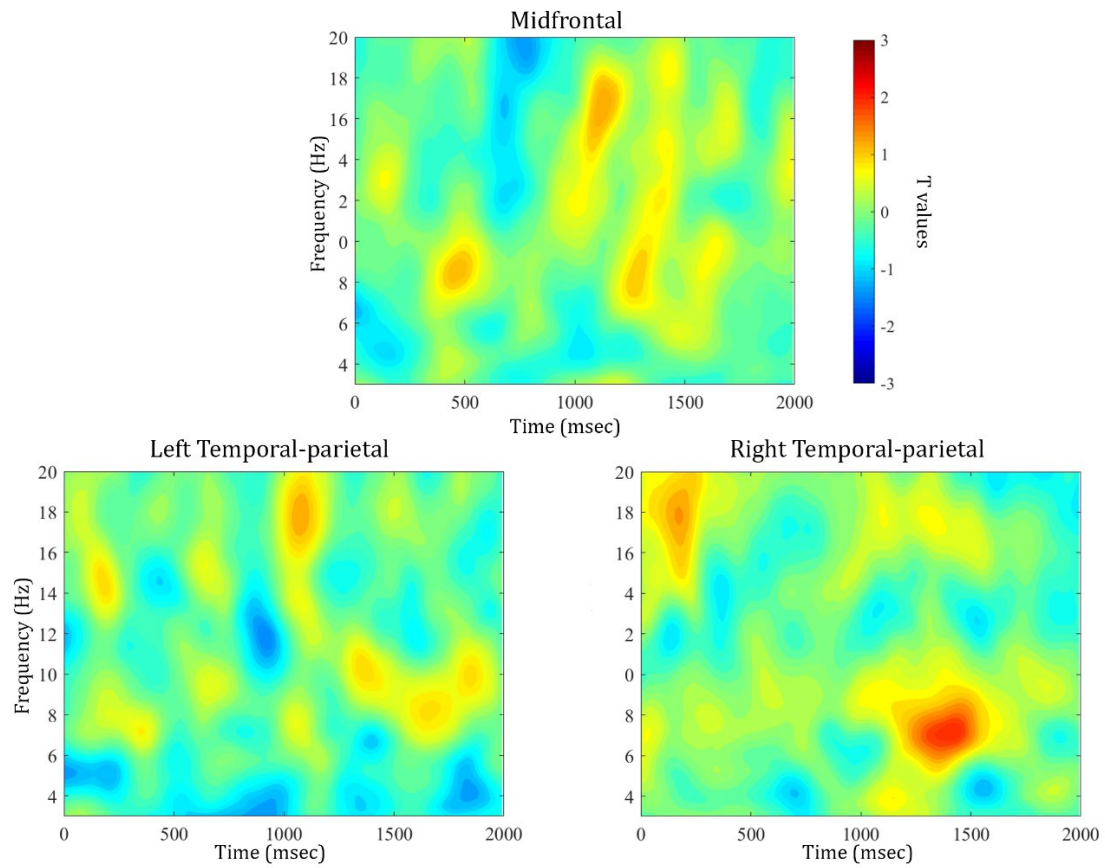 Midfrontal
20
18
16
4
2
0
8
6
4
Frequency (Hz)
0 500 1000 1500 2000
Time (msec)
3
2
1
0
-1
-2
-3
T values
Left Temporal-parietal
20
18
16
14
12
10
8
6
4
Frequency (Hz)
0 500 1000 1500 2000
Time (msec)
Right Temporal-parietal
20
18
16
4
2
0
8
6
4
0 500 1000 1500 2000
Time (msec)